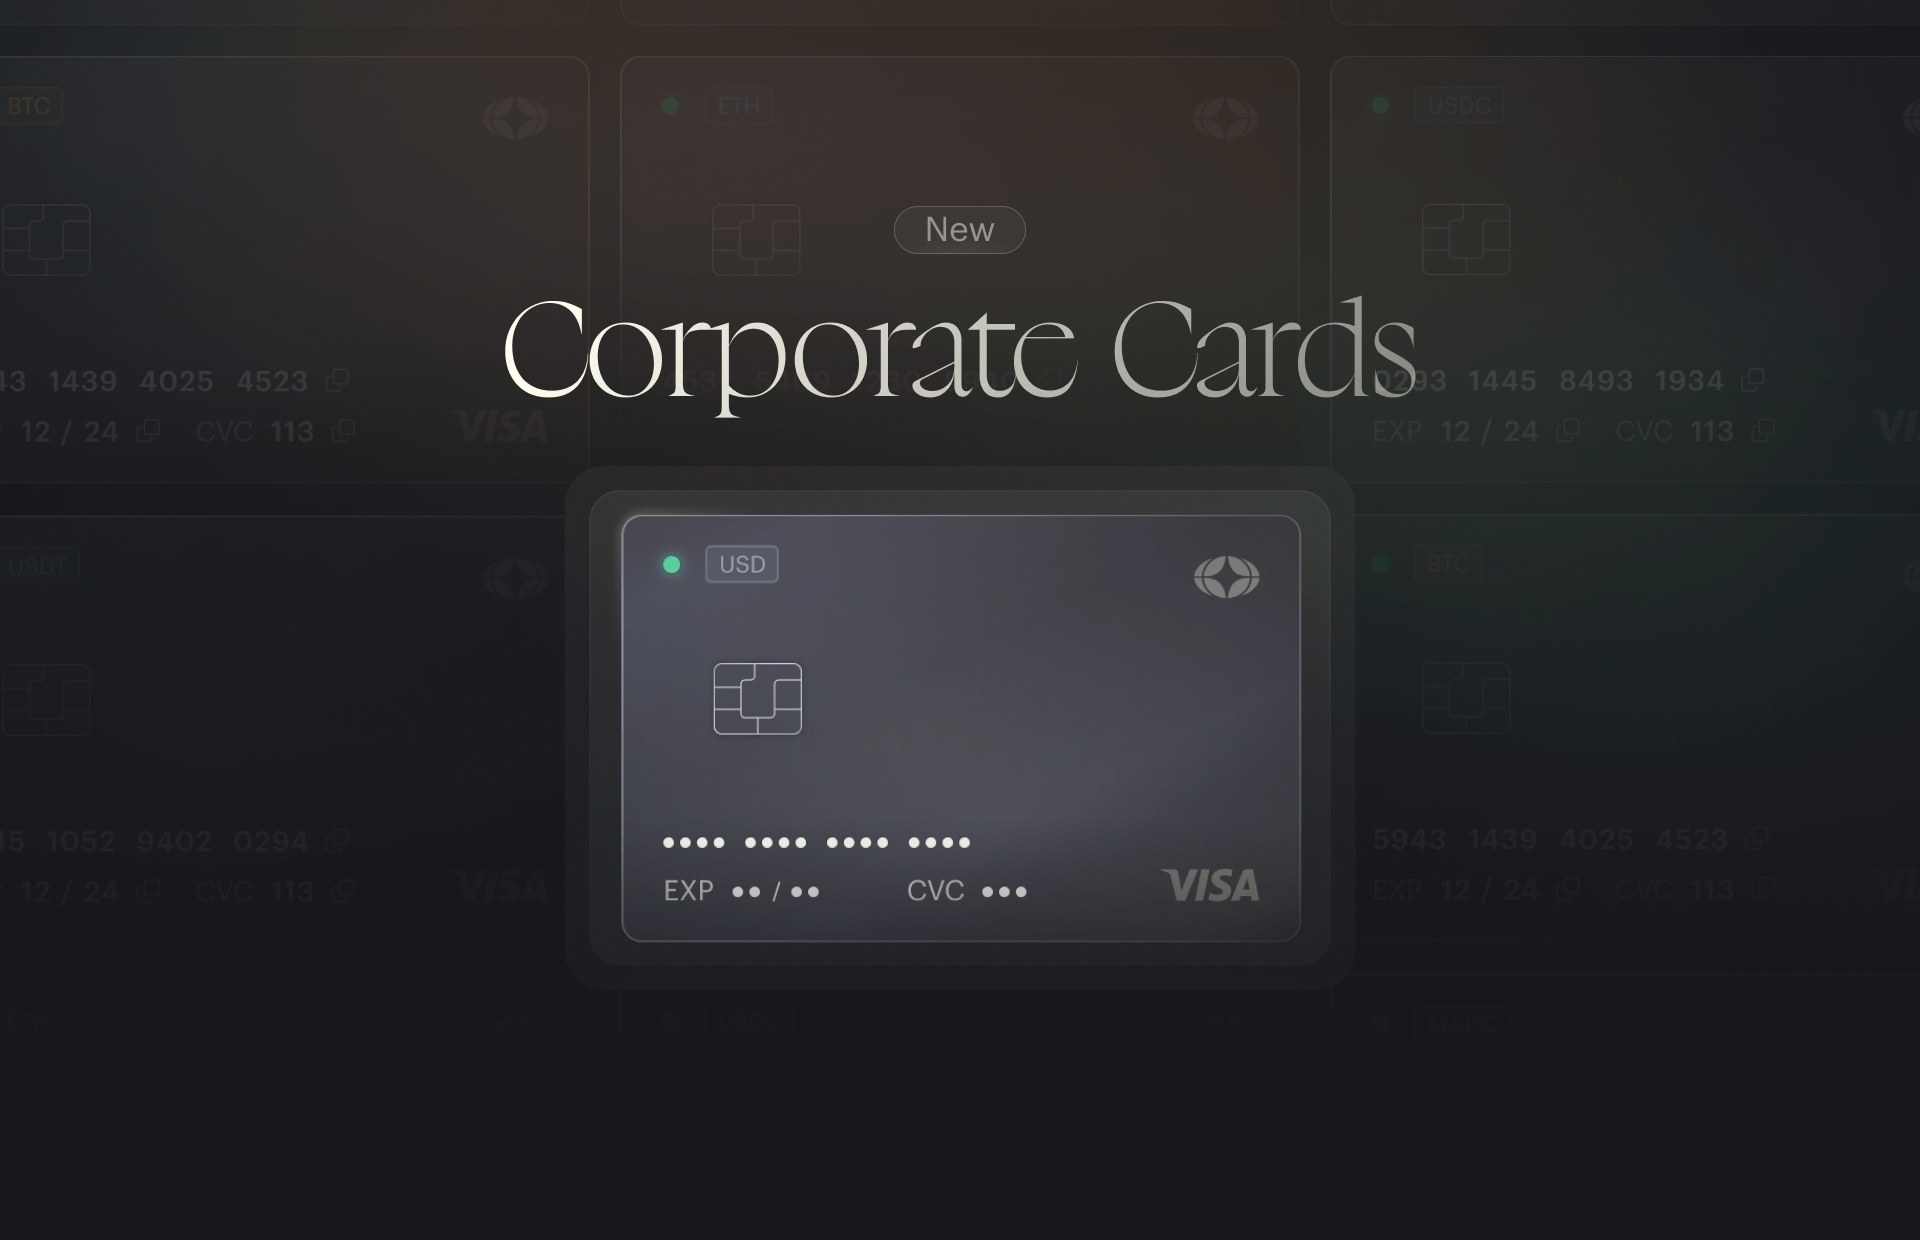 BTC
ETH
USDC
New
Corporate Cards
43 1439 4025 4523
0293 1445 8493 1934
12 / 24 CVC 113 VISA
EXP 12 / 24 CVC 113
USDT
USD
BTC
45 1052 9402 0294
5943 1439 4025 4523
12 / 24 CVC 113 VISA
EXP •• / •• CVC ••• VISA
EXP 12 / 24 CVC 113
ETH
USDC
MATIC